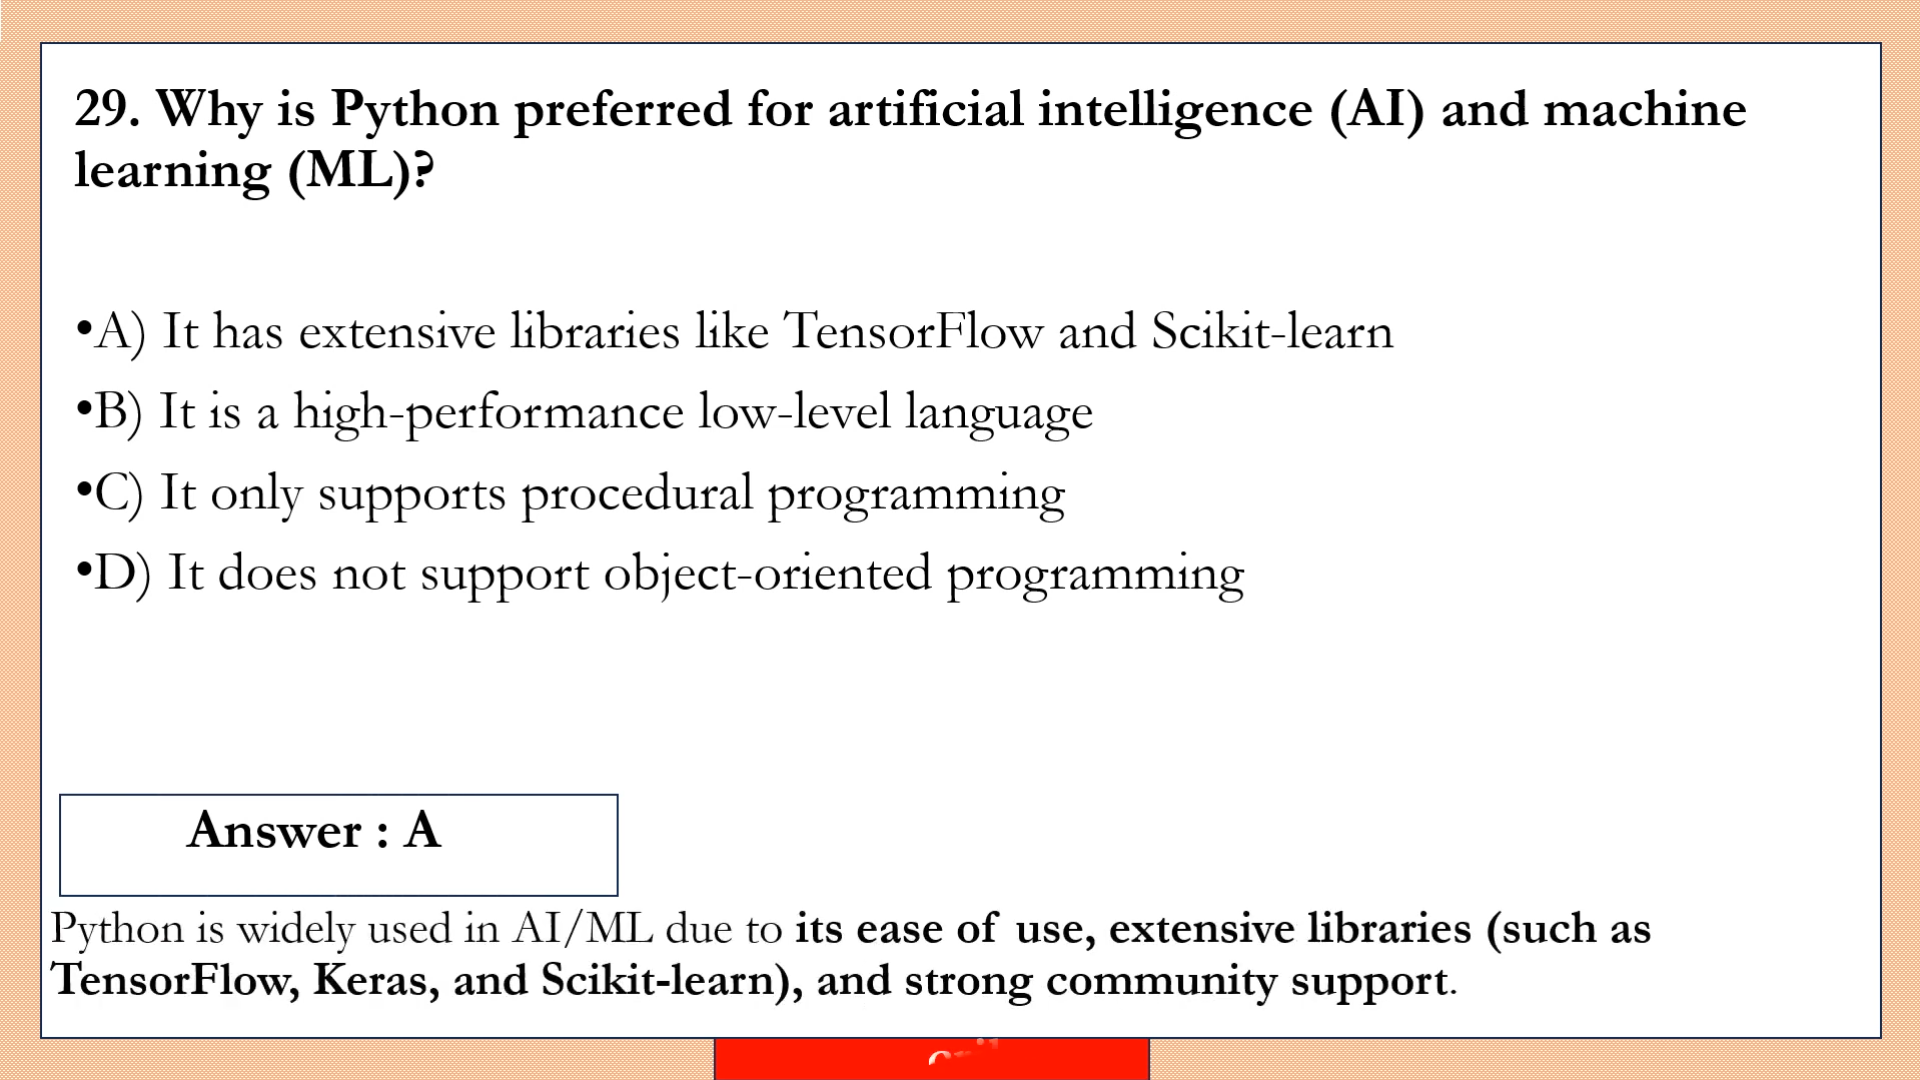 29. Why is Python preferred for artificial intelligence (AI) and machine
learning (ML)?
•A) It has extensive libraries like TensorFlow and Scikit-learn
•B) It is a high-performance low-level language
•C) It only supports procedural programming
•D) It does not support object-oriented programming
Answer : A
Python is widely used in AI/ML due to its ease of use, extensive libraries (such as
TensorFlow, Keras, and Scikit-learn), and strong community support.